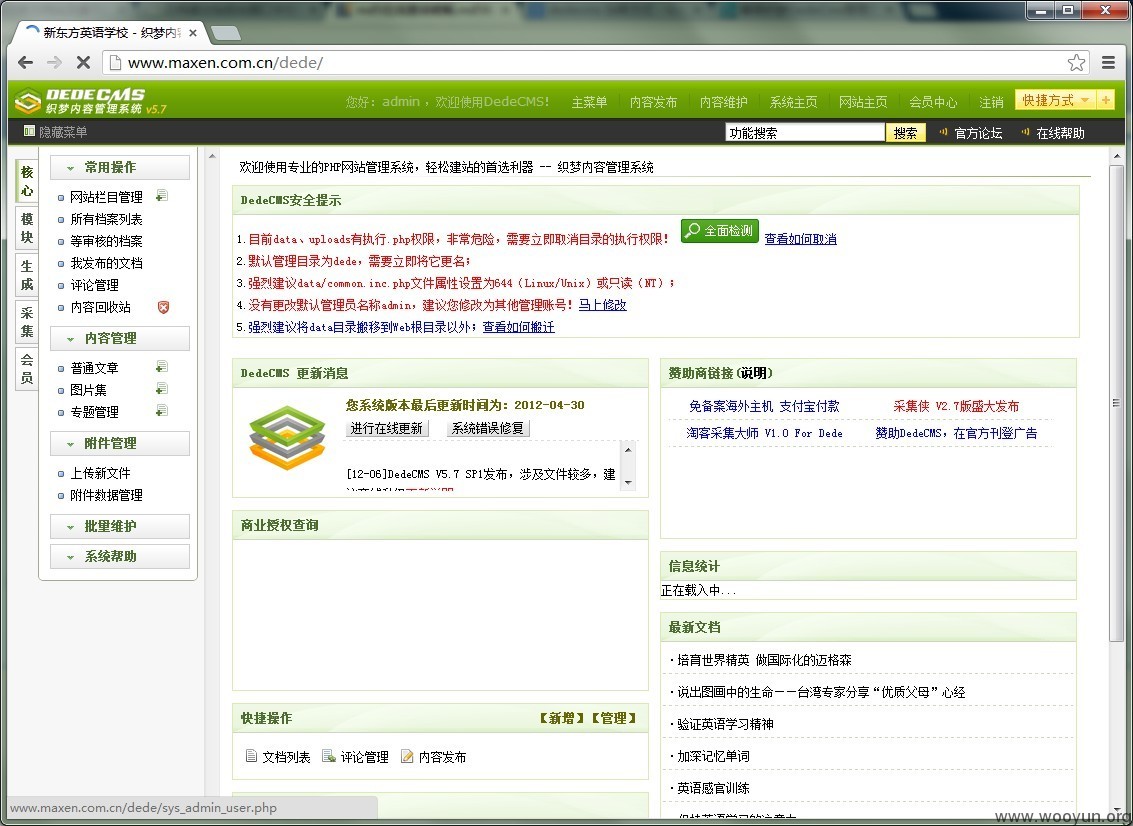 新东方英语学校 - 织梦内
www.maxen.com.cn/dede/
DEDECMS
织梦内容管理系统 v5.7
您好：admin ，欢迎使用DedeCMS！ 主菜单 内容发布 内容维护 系统主页 网站主页 会员中心 注销 快捷方式 +
隐藏菜单 功能搜索 搜索 官方论坛 在线帮助
核心
模块
生成
采集
会员
常用操作
网站栏目管理
所有档案列表
等审核的档案
我发布的文档
评论管理
内容回收站
内容管理
普通文章
图片集
专题管理
附件管理
上传新文件
附件数据管理
批量维护
系统帮助
欢迎使用专业的PHP网站管理系统，轻松建站的首选利器 -- 织梦内容管理系统
DedeCMS安全提示
1.目前data、uploads有执行.php权限，非常危险，需要立即取消目录的执行权限！ 全面检测 查看如何取消
2.默认管理目录为dede，需要立即将它更名；
3.强烈建议data/common.inc.php文件属性设置为644（Linux/Unix）或只读（NT）；
4.没有更改默认管理员名称admin，建议您修改为其他管理账号！马上修改
5.强烈建议将data目录搬移到Web根目录以外；查看如何搬迁
DedeCMS 更新消息
您系统版本最后更新时间为：2012-04-30
进行在线更新 系统错误修复
[12-06]DedeCMS V5.7 SP1发布，涉及文件较多，建
商业授权查询
快捷操作 【新增】【管理】
文档列表 评论管理 内容发布
赞助商链接(说明)
免备案海外主机 支付宝付款 采集侠 V2.7版盛大发布
淘客采集大师 V1.0 For Dede 赞助DedeCMS，在官方刊登广告
信息统计
正在载入中...
最新文档
·培育世界精英 做国际化的迈格森
·说出图画中的生命－－台湾专家分享“优质父母”心经
·验证英语学习精神
·加深记忆单词
·英语感官训练
www.maxen.com.cn/dede/sys_admin_user.php
www.wooyun.org